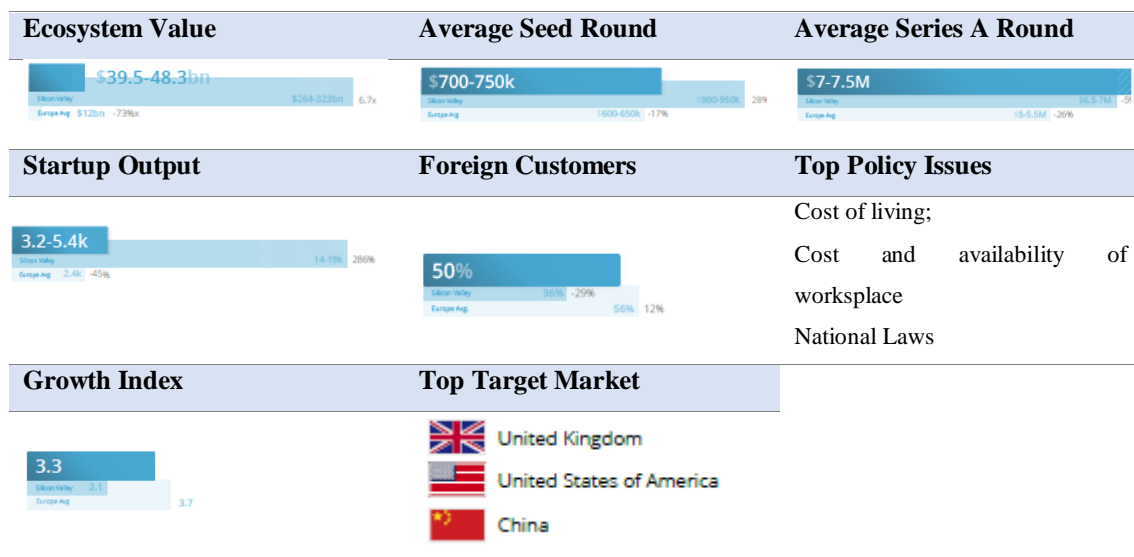 Ecosystem Value
Average Seed Round
Average Series A Round
$39.5-48.3bn
Silicon Valley $264-323bn 6.7x
Europe Avg $12bn -73%x
$700-750k
Silicon Valley $900-950k 289
Europe Avg $600-650k -17%
$7-7.5M
Silicon Valley $6.5-7M
Europe Avg $5-5.5M -26%
Startup Output
Foreign Customers
Top Policy Issues
3.2-5.4k
Silicon Valley 14-19k 286%
Europe Avg 2.4k -45%
50%
Silicon Valley 36% -29%
Europe Avg. 56% 12%
Cost of living;
Cost and availability of
worksplace
National Laws
Growth Index
Top Target Market
3.3
Silicon Valley 2.1
Europe Avg 3.7
United Kingdom
United States of America
China